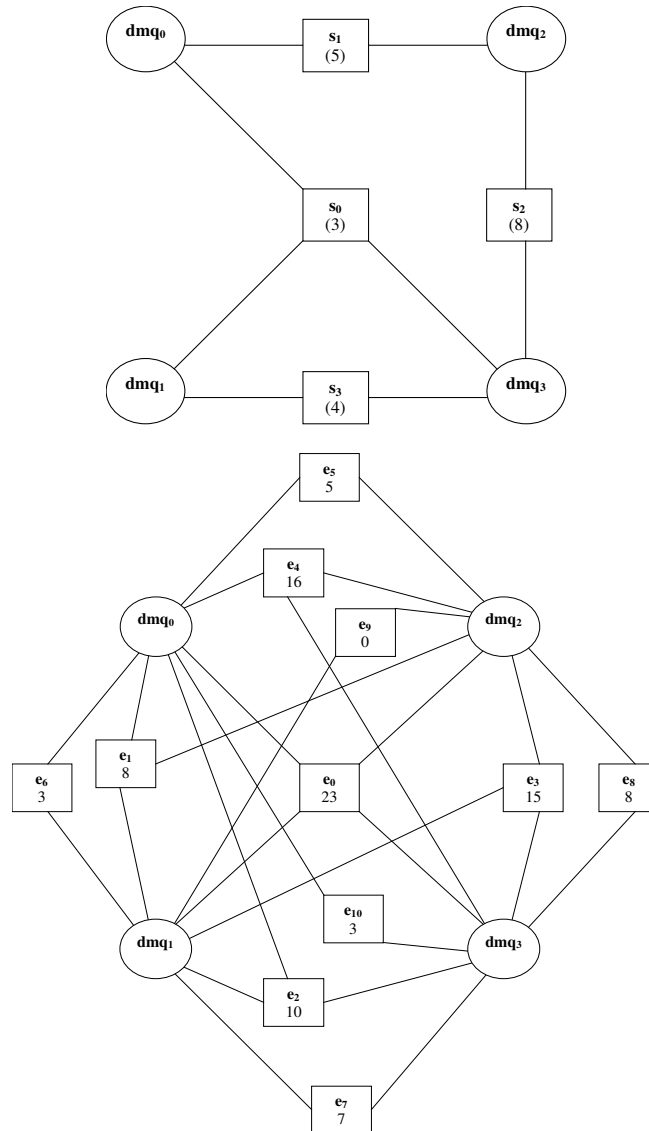 dmq₀
s₁
(5)
dmq₂
s₀
(3)
s₂
(8)
dmq₁
s₃
(4)
dmq₃
e₅
5
e₄
16
dmq₀
e₉
0
dmq₂
e₆
3
e₁
8
e₀
23
e₃
15
e₈
8
e₁₀
3
dmq₁
dmq₃
e₂
10
e₇
7